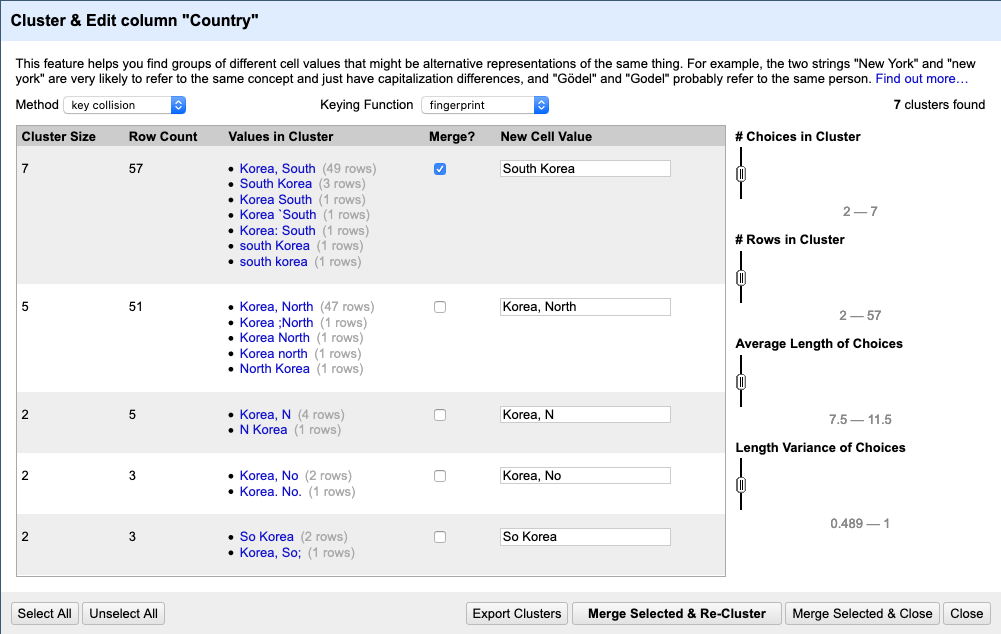 Cluster & Edit column "Country"
This feature helps you find groups of different cell values that might be alternative representations of the same thing. For example, the two strings "New York" and "new
york" are very likely to refer to the same concept and just have capitalization differences, and "Gödel" and "Godel" probably refer to the same person. Find out more…
Method key collision Keying Function fingerprint 7 clusters found
Cluster Size Row Count Values in Cluster Merge? New Cell Value
7 57 • Korea, South (49 rows) South Korea
• South Korea (3 rows)
• Korea South (1 rows)
• Korea `South (1 rows)
• Korea: South (1 rows)
• south Korea (1 rows)
• south korea (1 rows)
5 51 • Korea, North (47 rows) Korea, North
• Korea ;North (1 rows)
• Korea North (1 rows)
• Korea north (1 rows)
• North Korea (1 rows)
2 5 • Korea, N (4 rows) Korea, N
• N Korea (1 rows)
2 3 • Korea, No (2 rows) Korea, No
• Korea. No. (1 rows)
2 3 • So Korea (2 rows) So Korea
• Korea, So; (1 rows)
# Choices in Cluster
2 — 7
# Rows in Cluster
2 — 57
Average Length of Choices
7.5 — 11.5
Length Variance of Choices
0.489 — 1
Select All Unselect All Export Clusters Merge Selected & Re-Cluster Merge Selected & Close Close